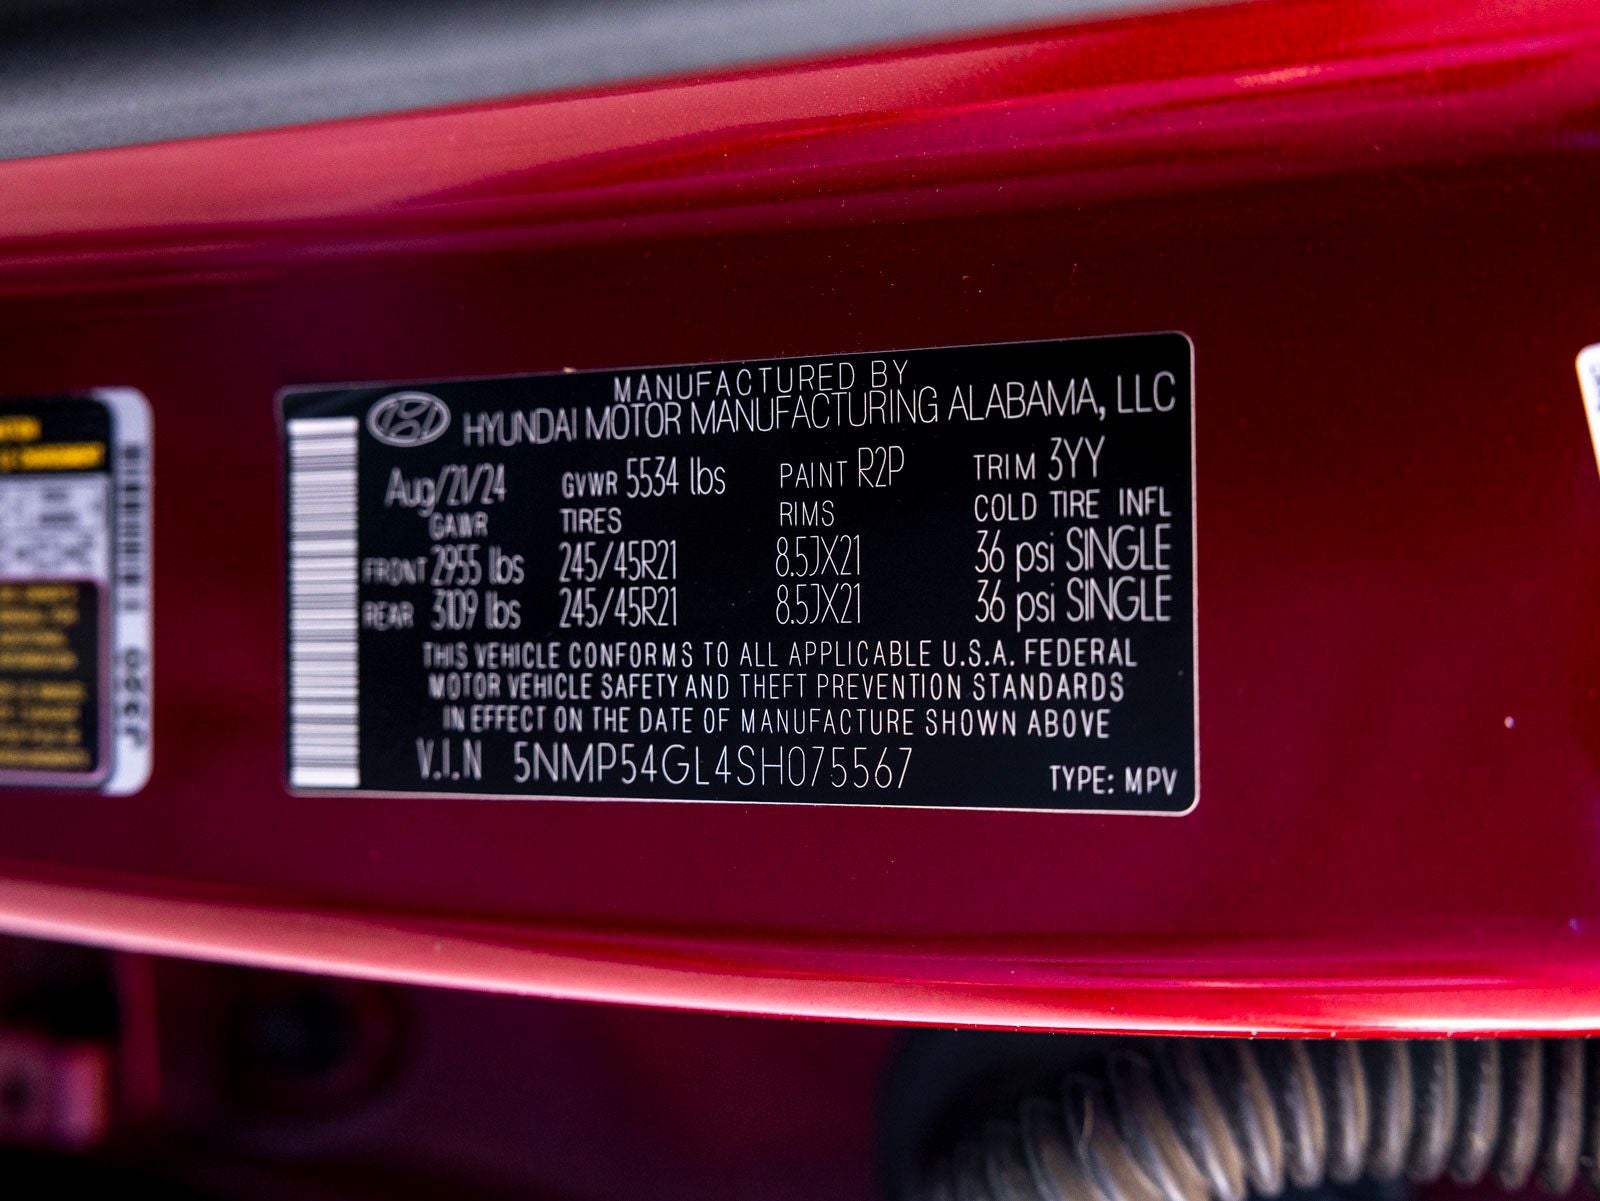 MANUFACTURED BY
HYUNDAI MOTOR MANUFACTURING ALABAMA, LLC
Aug/21/24 GVWR 5534 lbs PAINT R2P TRIM 3YY
GAWR TIRES RIMS COLD TIRE INFL
FRONT 2955 lbs 245/45R21 8.5JX21 36 psi SINGLE
REAR 3109 lbs 245/45R21 8.5JX21 36 psi SINGLE
THIS VEHICLE CONFORMS TO ALL APPLICABLE U.S.A. FEDERAL
MOTOR VEHICLE SAFETY AND THEFT PREVENTION STANDARDS
IN EFFECT ON THE DATE OF MANUFACTURE SHOWN ABOVE
V.I.N 5NMP54GL4SH075567 TYPE: MPV